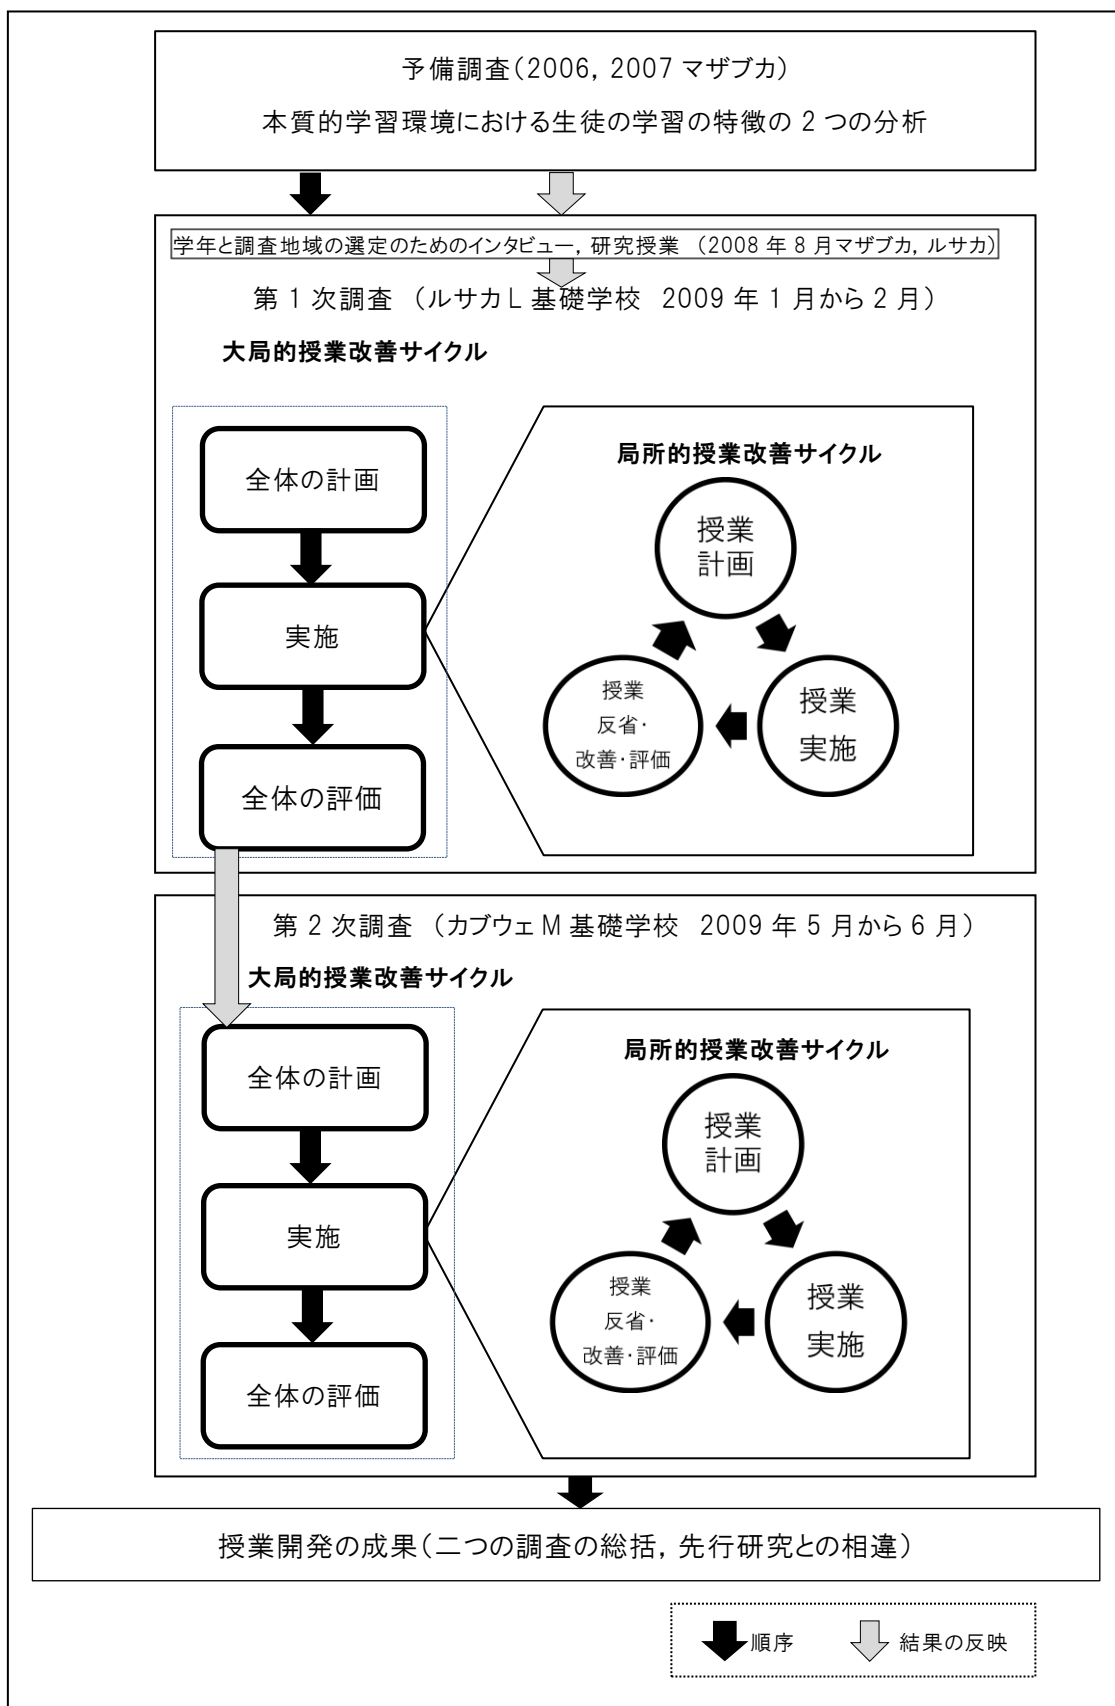 予備調査(2006, 2007 マザブカ)
本質的学習環境における生徒の学習の特徴の 2 つの分析
学年と調査地域の選定のためのインタビュー, 研究授業 (2008 年 8 月マザブカ, ルサカ)
第 1 次調査 (ルサカ L 基礎学校 2009 年 1 月から 2 月)
大局的授業改善サイクル
全体の計画
実施
全体の評価
局所的授業改善サイクル
授業
計画
授業
実施
授業
反省・
改善・評価
第 2 次調査 (カブウェ M 基礎学校 2009 年 5 月から 6 月)
大局的授業改善サイクル
全体の計画
実施
全体の評価
局所的授業改善サイクル
授業
計画
授業
実施
授業
反省・
改善・評価
授業開発の成果(二つの調査の総括, 先行研究との相違)
順序
結果の反映